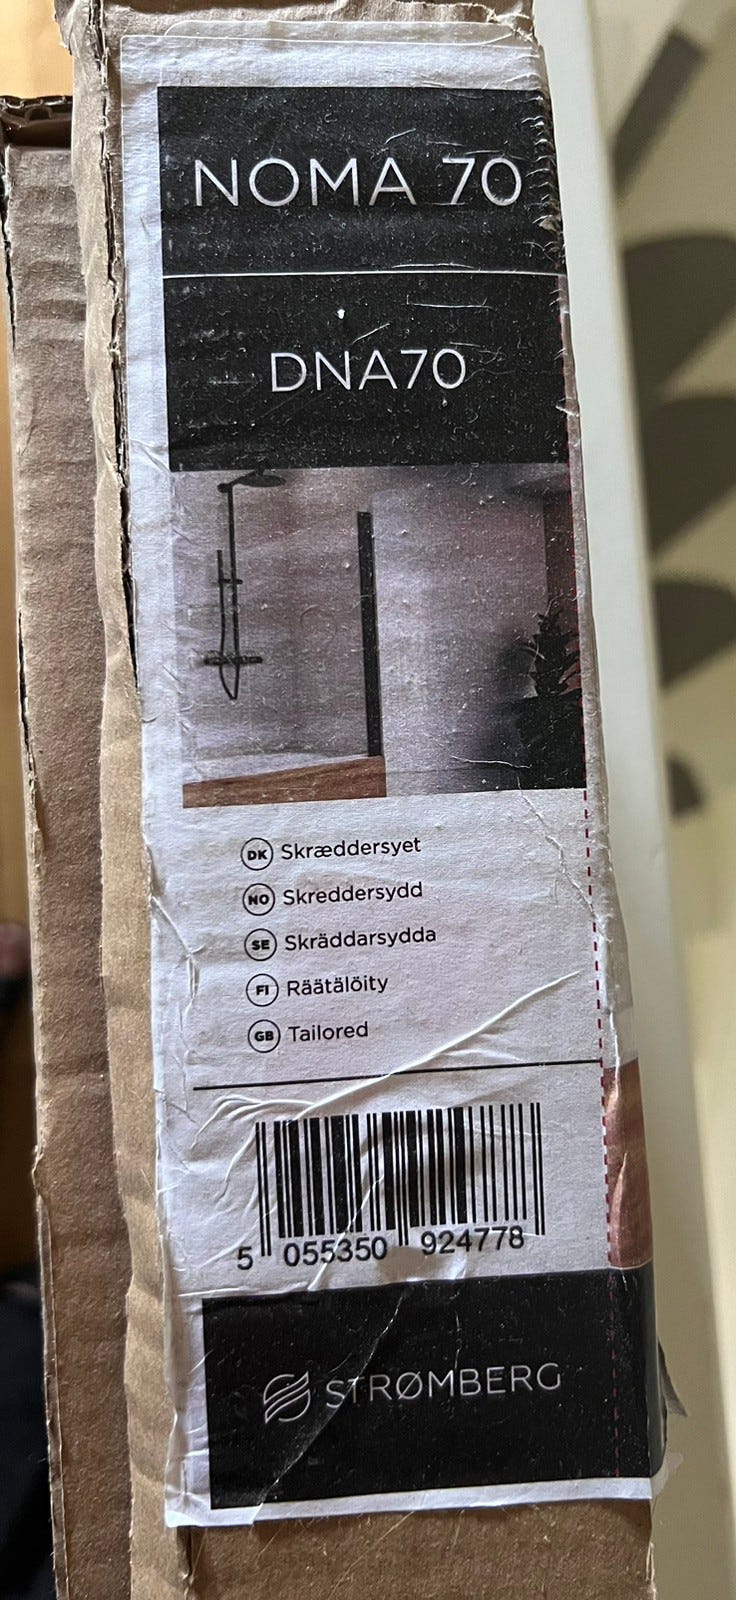 NOMA 70
DNA70
DK Skræddersyet
NO Skreddersydd
SE Skräddarsydda
FI Räätälöity
GB Tailored
5 055350 924778
STRØMBERG